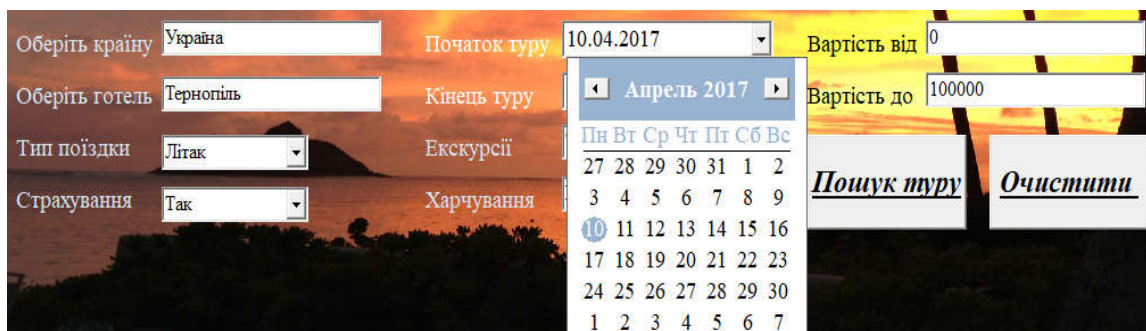 Оберіть країну Україна Початок туру 10.04.2017 Вартість від 0
Оберіть готель Тернопіль Кінець туру Вартість до 100000
Тип поїздки Літак Екскурсії
Страхування Так Харчування
Пошук туру Очистити
Апрель 2017
Пн Вт Ср Чт Пт Сб Вс
27 28 29 30 31 1 2
3 4 5 6 7 8 9
10 11 12 13 14 15 16
17 18 19 20 21 22 23
24 25 26 27 28 29 30
1 2 3 4 5 6 7